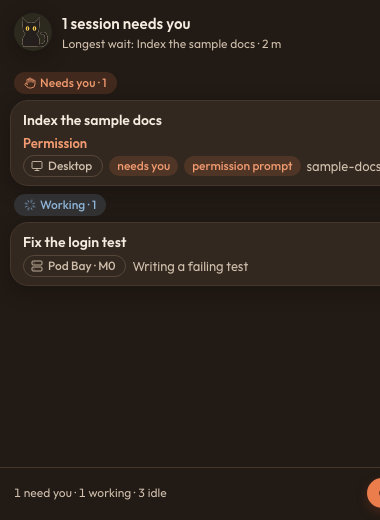 1 session needs you
Longest wait: Index the sample docs · 2 m
Needs you · 1
Index the sample docs
Permission
Desktop needs you permission prompt sample-docs
Working · 1
Fix the login test
Pod Bay · M0 Writing a failing test
1 need you · 1 working · 3 idle